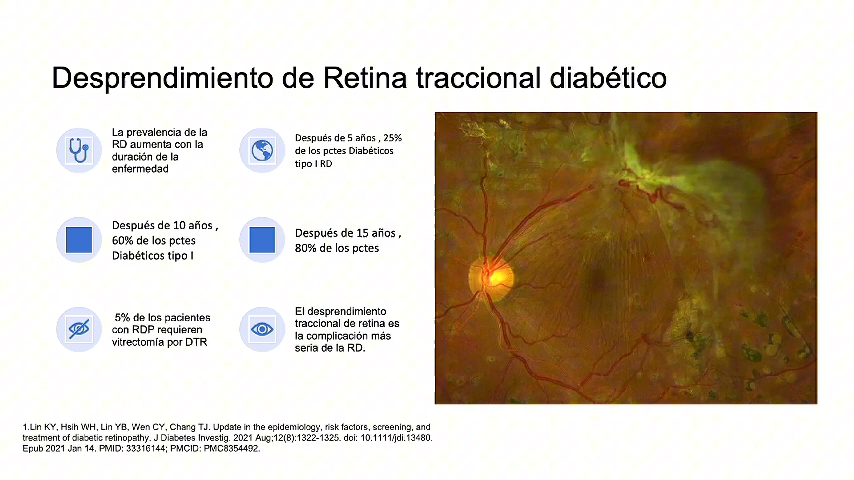 Desprendimiento de Retina traccional diabético
La prevalencia de la
RD aumenta con la
duración de la
enfermedad
Después de 5 años , 25%
de los pctes Diabéticos
tipo I RD
Después de 10 años ,
60% de los pctes
Diabéticos tipo I
Después de 15 años ,
80% de los pctes
5% de los pacientes
con RDP requieren
vitrectomía por DTR
El desprendimiento
traccional de retina es
la complicación más
seria de la RD.
1.Lin KY, Hsih WH, Lin YB, Wen CY, Chang TJ. Update in the epidemiology, risk factors, screening, and
treatment of diabetic retinopathy. J Diabetes Investig. 2021 Aug;12(8):1322-1325. doi: 10.1111/jdi.13480.
Epub 2021 Jan 14. PMID: 33316144; PMCID: PMC8354492.